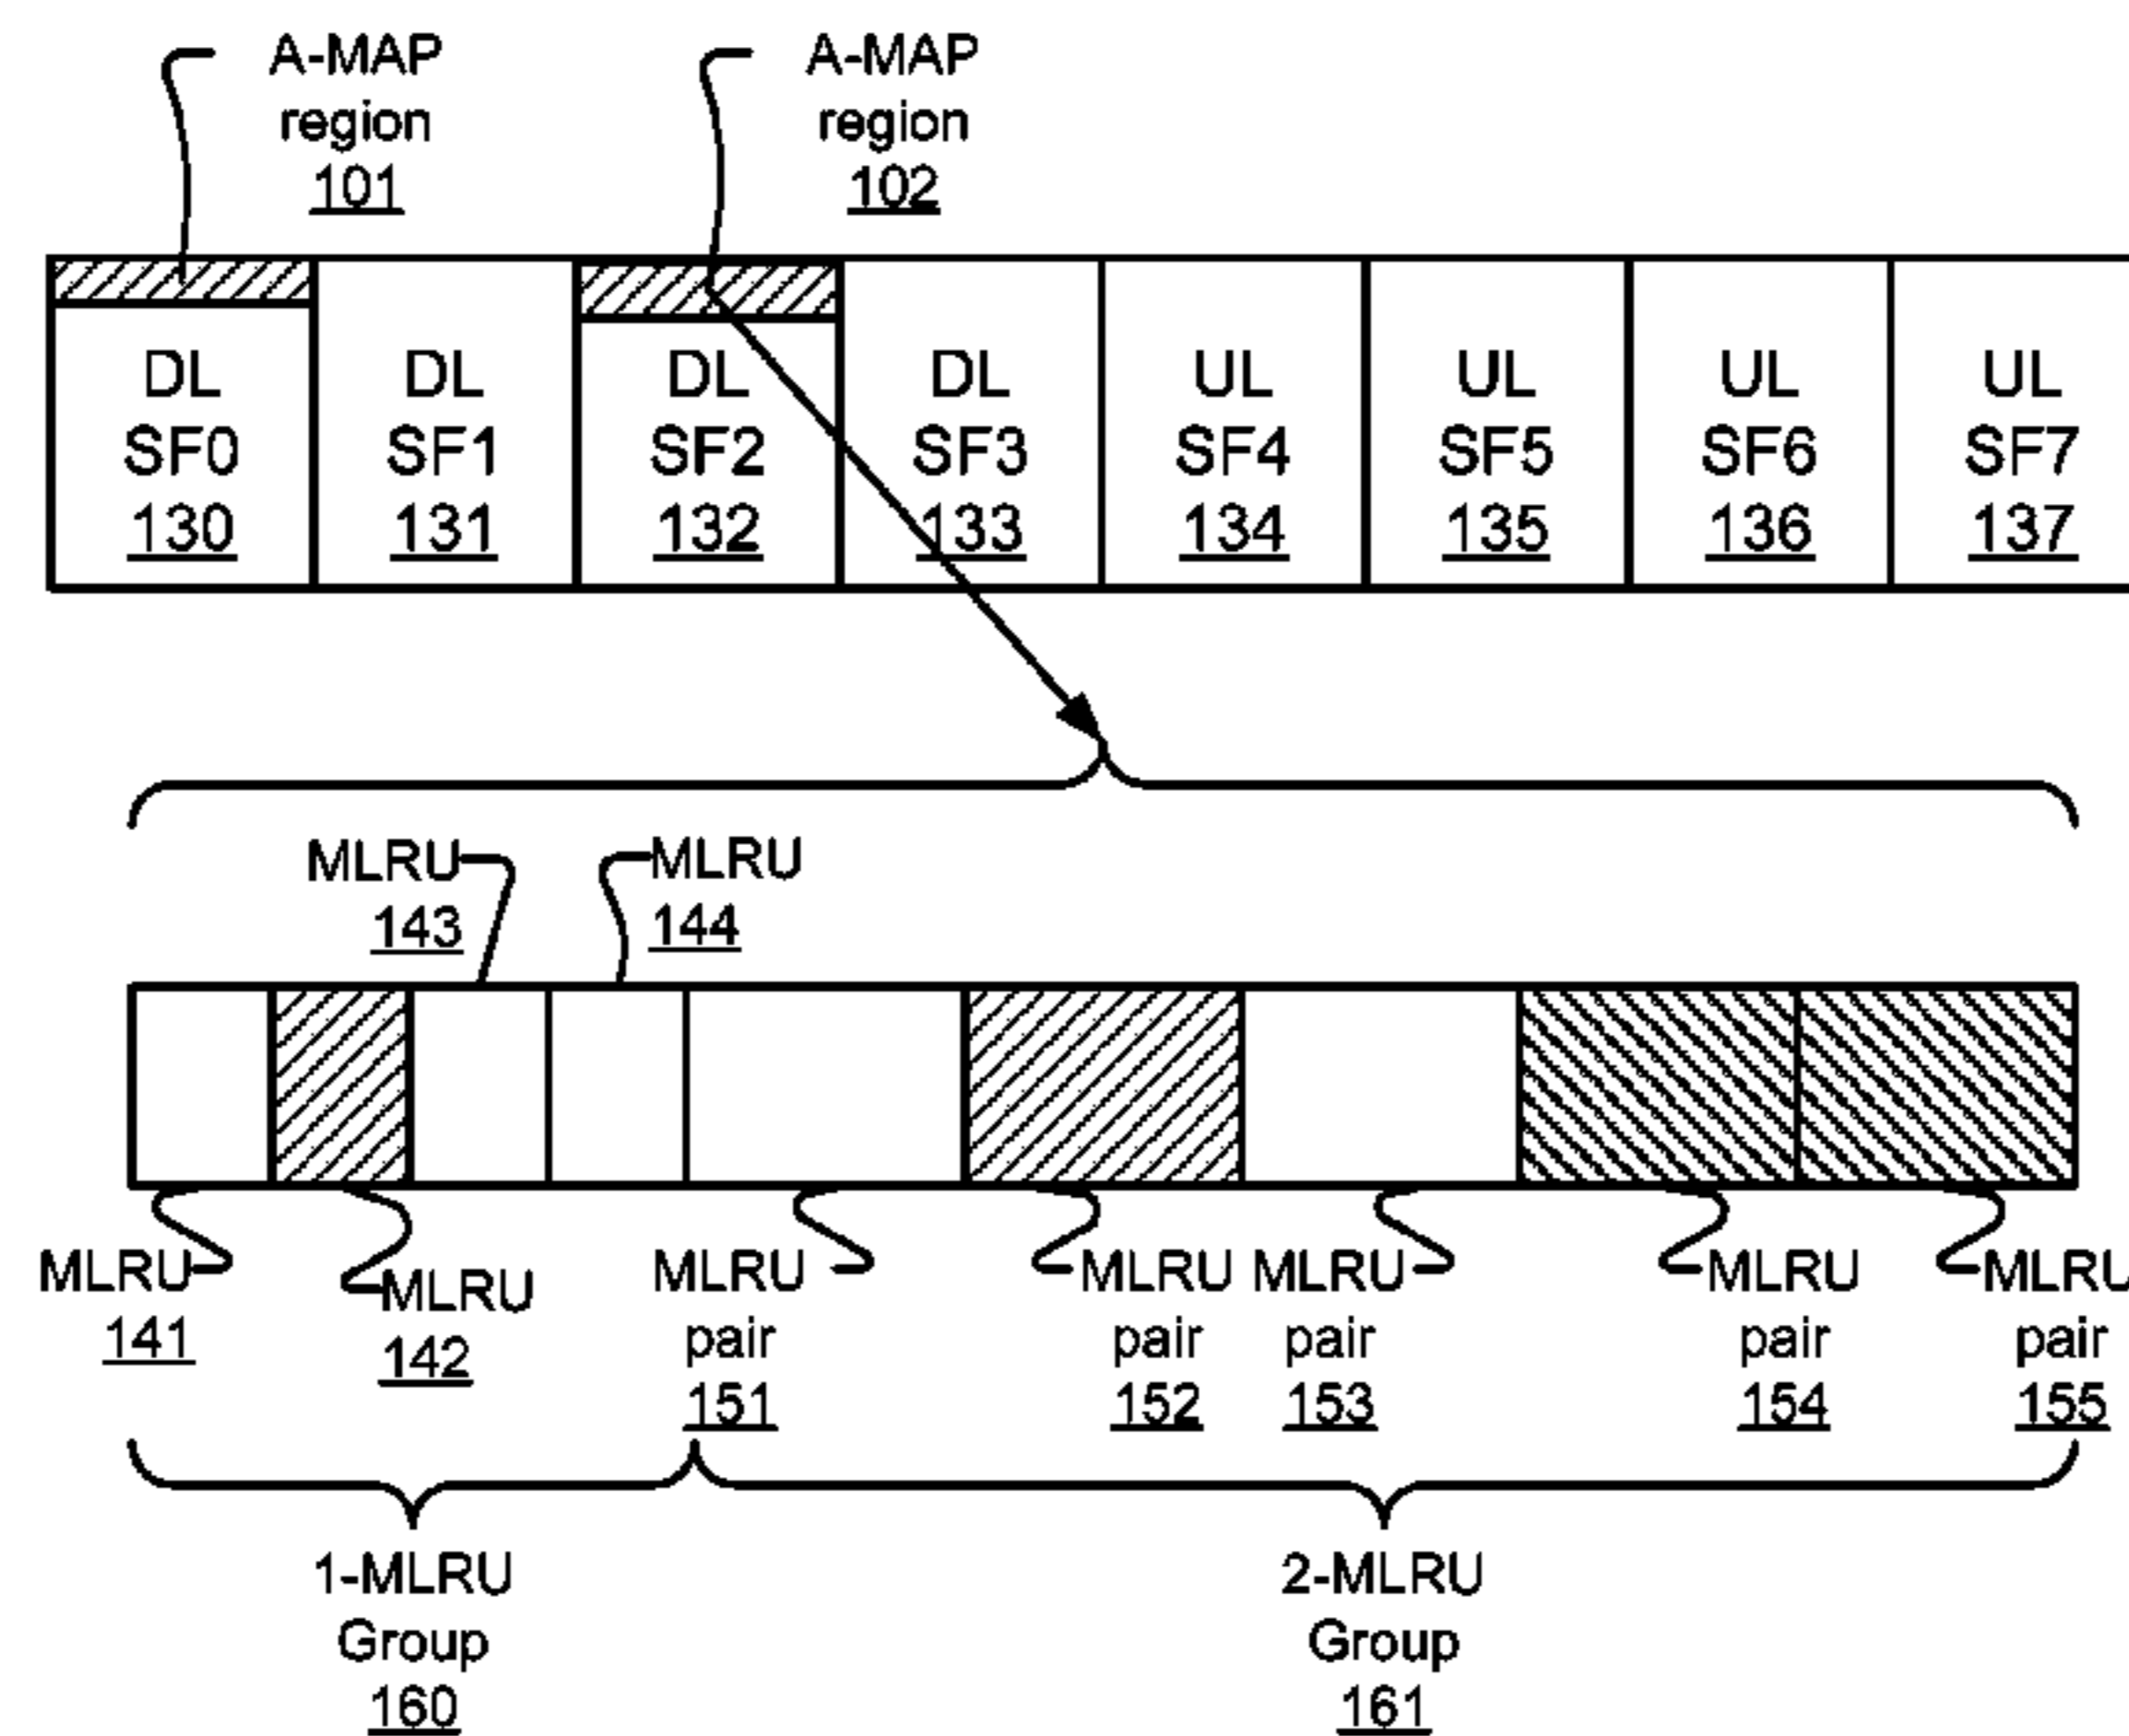 A-MAP
region
101
A-MAP
region
102
DL
SF0
130
DL
SF1
131
DL
SF2
132
DL
SF3
133
UL
SF4
134
UL
SF5
135
UL
SF6
136
UL
SF7
137
MLRU
143
MLRU
144
MLRU
141
MLRU
142
MLRU
pair
151
MLRU
pair
152
MLRU
pair
153
MLRU
pair
154
MLRU
pair
155
1-MLRU
Group
160
2-MLRU
Group
161